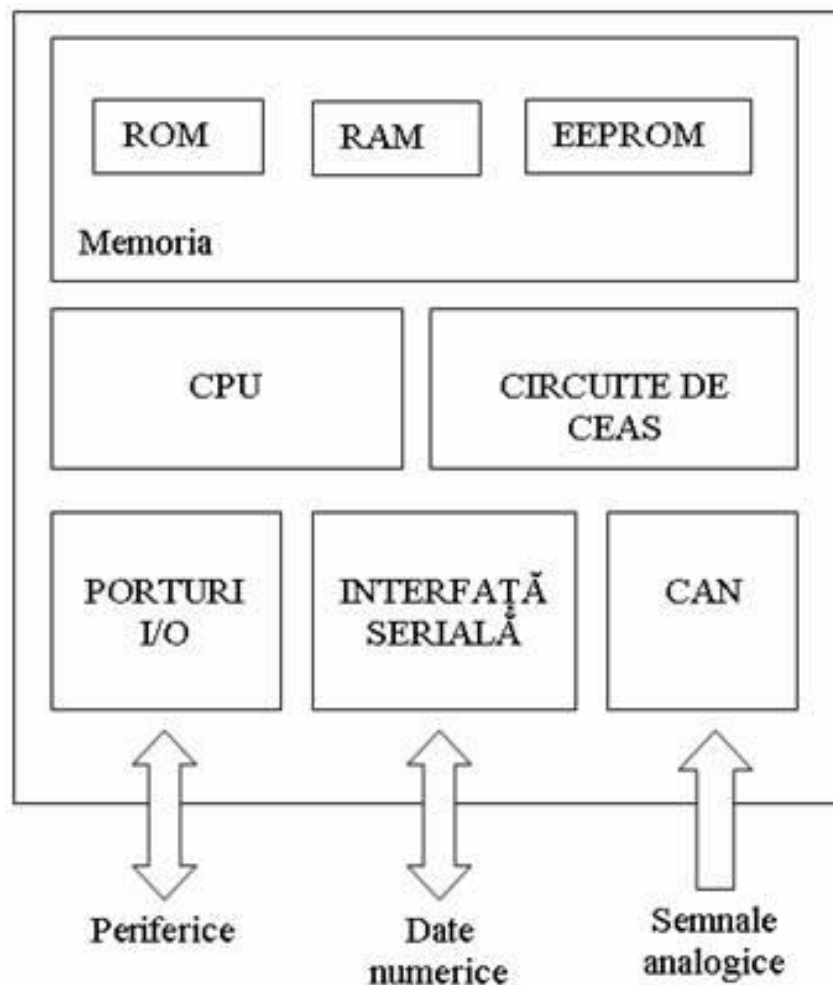 ROM
RAM
EEPROM
Memoria
CPU
CIRCUITE DE
CEAS
PORTURI
I/O
INTERFAȚĂ
SERIALĂ
CAN
Periferice
Date
numerice
Semnale
analogice